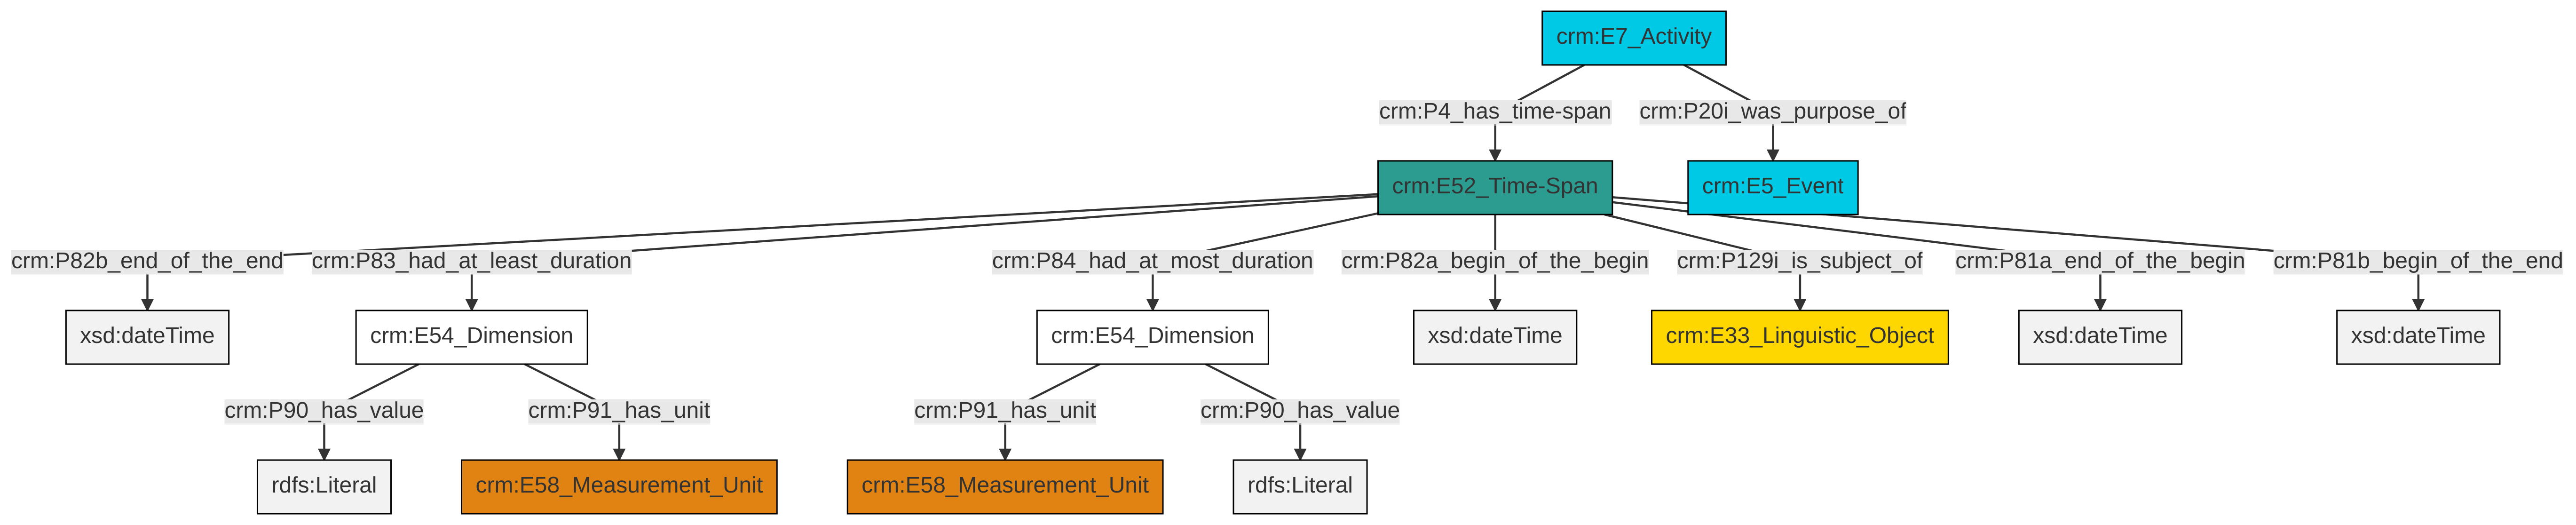 crm:E7_Activity
crm:P4_has_time-span
crm:P20i_was_purpose_of
crm:E52_Time-Span
crm:E5_Event
crm:P82b_end_of_the_end
crm:P83_had_at_least_duration
crm:P84_had_at_most_duration
crm:P82a_begin_of_the_begin
crm:P129i_is_subject_of
crm:P81a_end_of_the_begin
crm:P81b_begin_of_the_end
xsd:dateTime
crm:E54_Dimension
crm:E54_Dimension
xsd:dateTime
crm:E33_Linguistic_Object
xsd:dateTime
xsd:dateTime
crm:P90_has_value
crm:P91_has_unit
crm:P91_has_unit
crm:P90_has_value
rdfs:Literal
crm:E58_Measurement_Unit
crm:E58_Measurement_Unit
rdfs:Literal